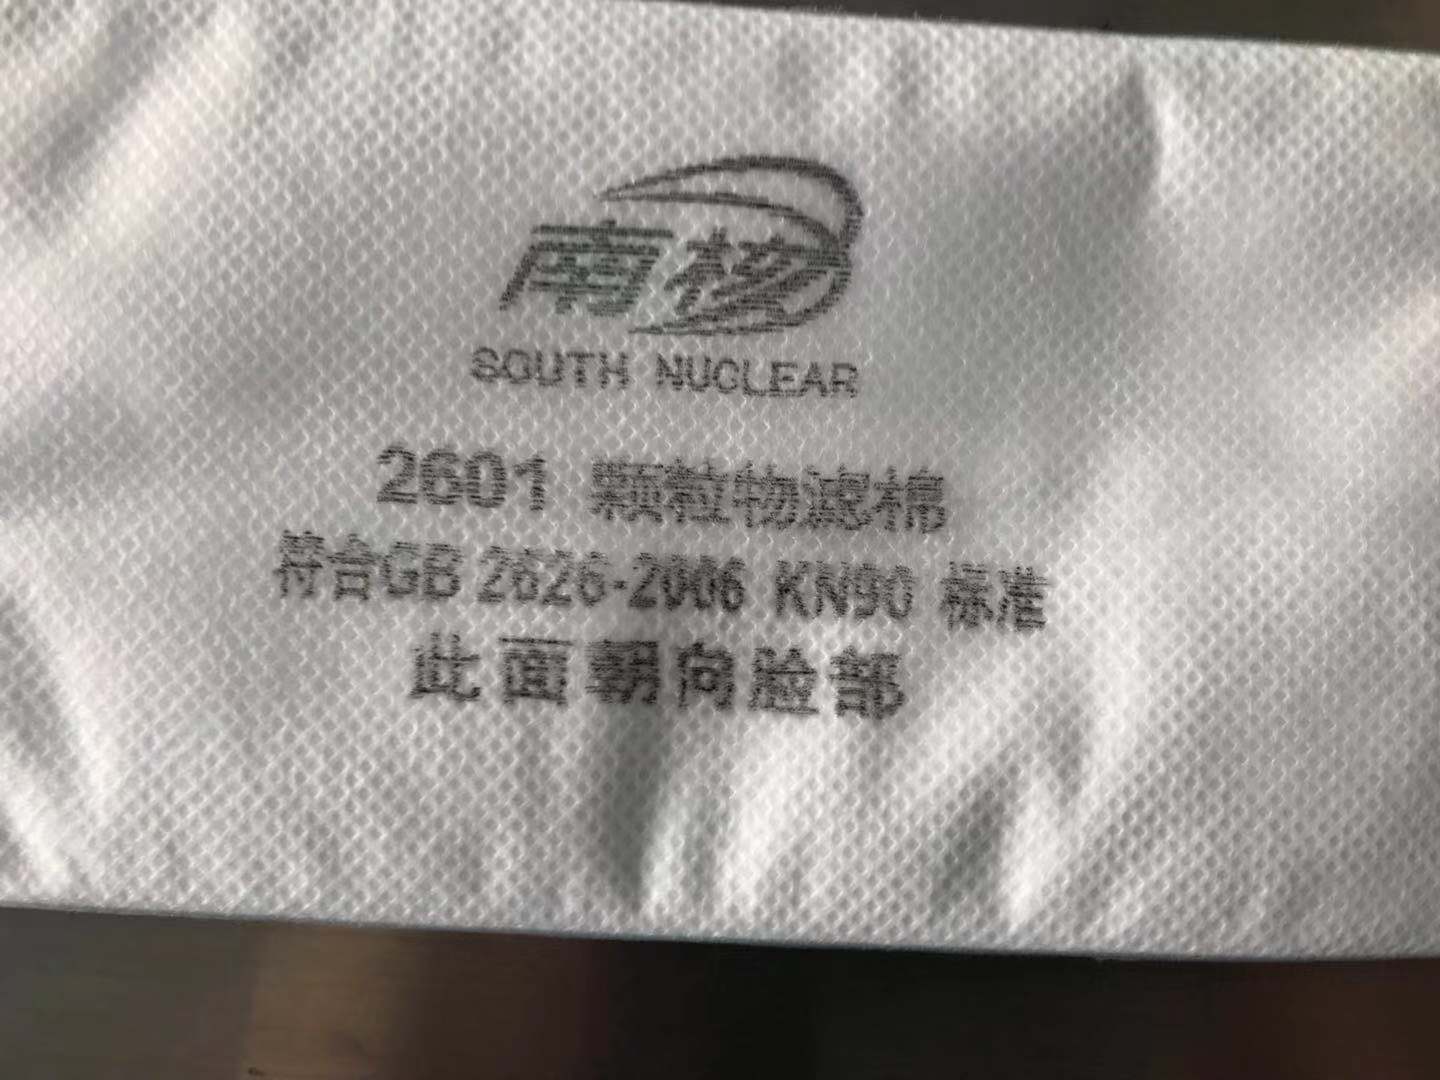 南核
SOUTH NUCLEAR
2601 颗粒物滤棉
符合GB 2626-2006 KN90 标准
此面朝向脸部